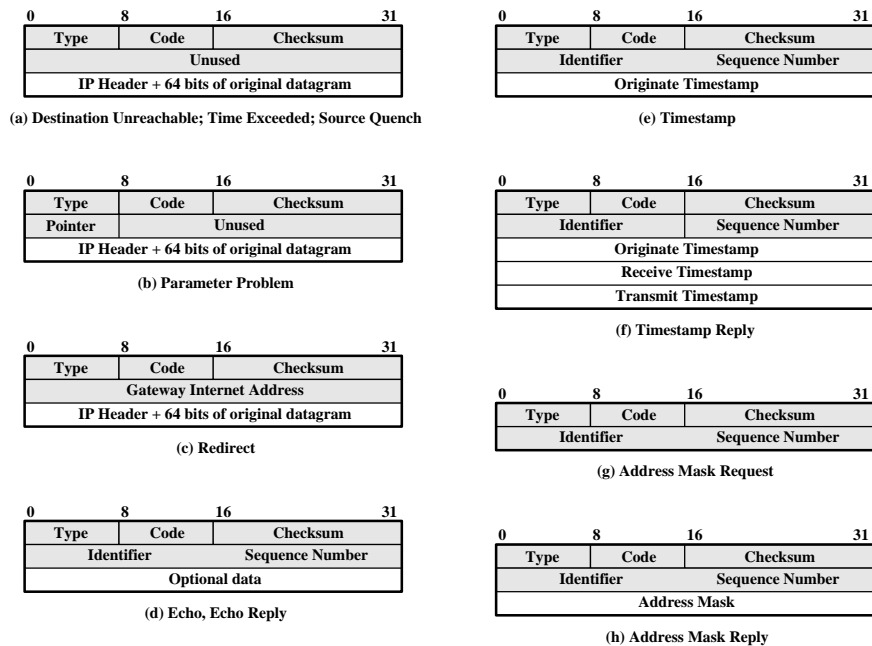 0 8 16 31
Type Code Checksum
Unused
IP Header + 64 bits of original datagram
(a) Destination Unreachable; Time Exceeded; Source Quench
0 8 16 31
Type Code Checksum
Pointer Unused
IP Header + 64 bits of original datagram
(b) Parameter Problem
0 8 16 31
Type Code Checksum
Gateway Internet Address
IP Header + 64 bits of original datagram
(c) Redirect
0 8 16 31
Type Code Checksum
Identifier Sequence Number
Optional data
(d) Echo, Echo Reply
0 8 16 31
Type Code Checksum
Identifier Sequence Number
Originate Timestamp
(e) Timestamp
0 8 16 31
Type Code Checksum
Identifier Sequence Number
Originate Timestamp
Receive Timestamp
Transmit Timestamp
(f) Timestamp Reply
0 8 16 31
Type Code Checksum
Identifier Sequence Number
(g) Address Mask Request
0 8 16 31
Type Code Checksum
Identifier Sequence Number
Address Mask
(h) Address Mask Reply